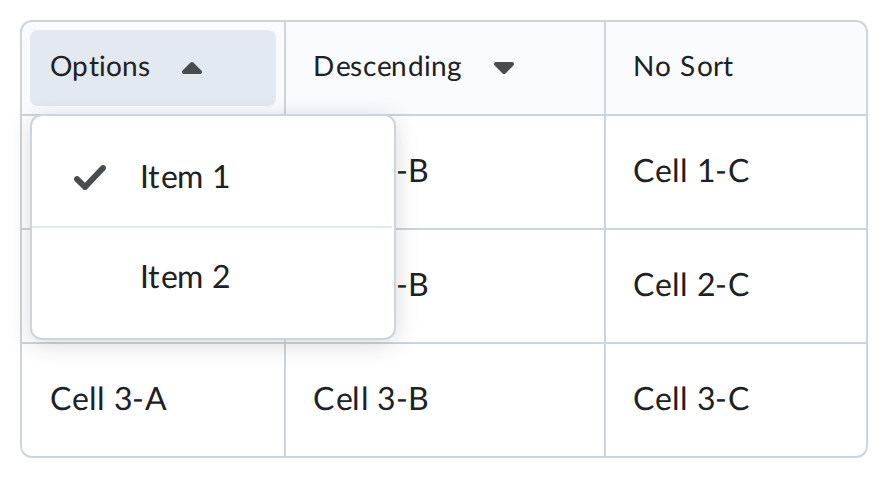 Options Descending No Sort
Item 1 -B Cell 1-C
Item 2 -B Cell 2-C
Cell 3-A Cell 3-B Cell 3-C